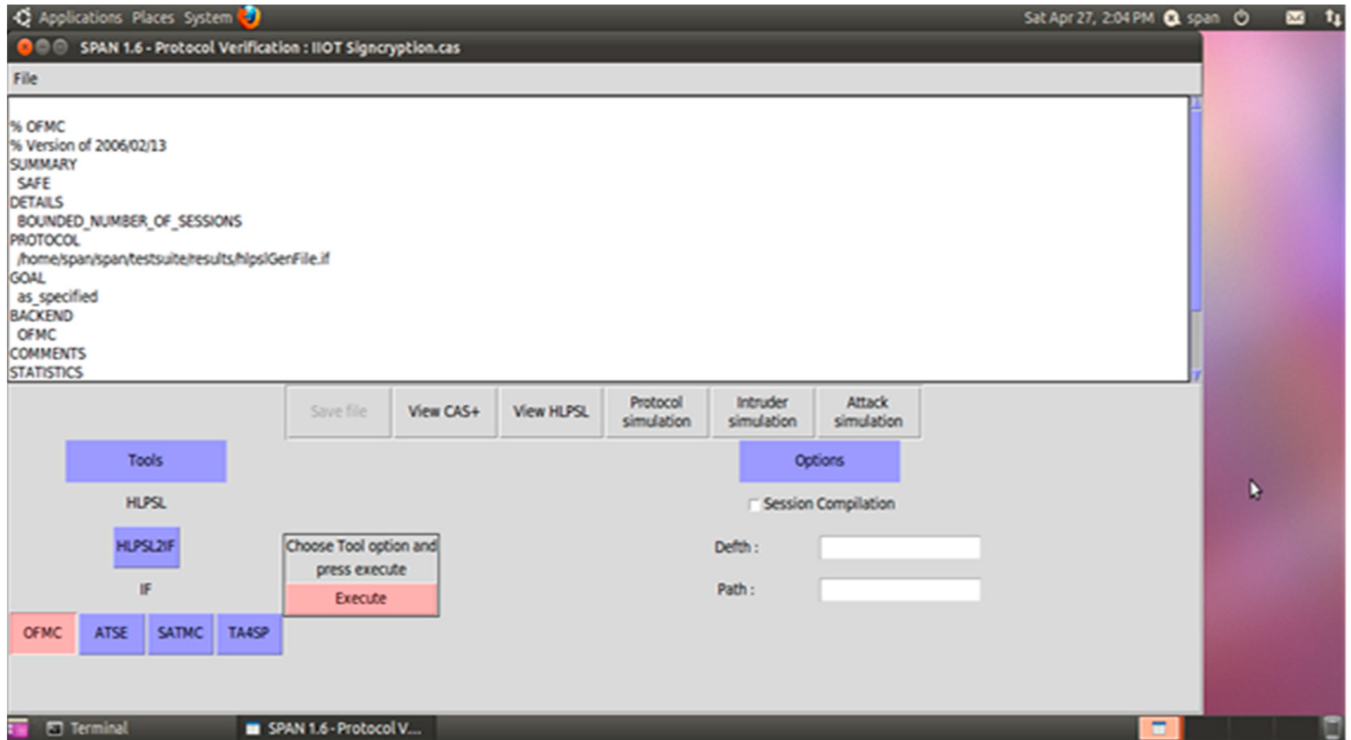 Applications Places System Sat Apr 27, 2:04 PM span
SPAN 1.6 - Protocol Verification : IIOT Signcryption.cas
File
% OFMC
% Version of 2006/02/13
SUMMARY
SAFE
DETAILS
BOUNDED_NUMBER_OF_SESSIONS
PROTOCOL
/home/span/span/testsuite/results/hlpslGenFile.if
GOAL
as_specified
BACKEND
OFMC
COMMENTS
STATISTICS
Save file View CAS+ View HLPSL Protocol simulation Intruder simulation Attack simulation
Tools Options
HLPSL Session Compilation
HLPSL2IF Choose Tool option and press execute Defth :
IF Execute Path :
OFMC ATSE SATMC TA4SP
Terminal SPAN 1.6 - Protocol V...